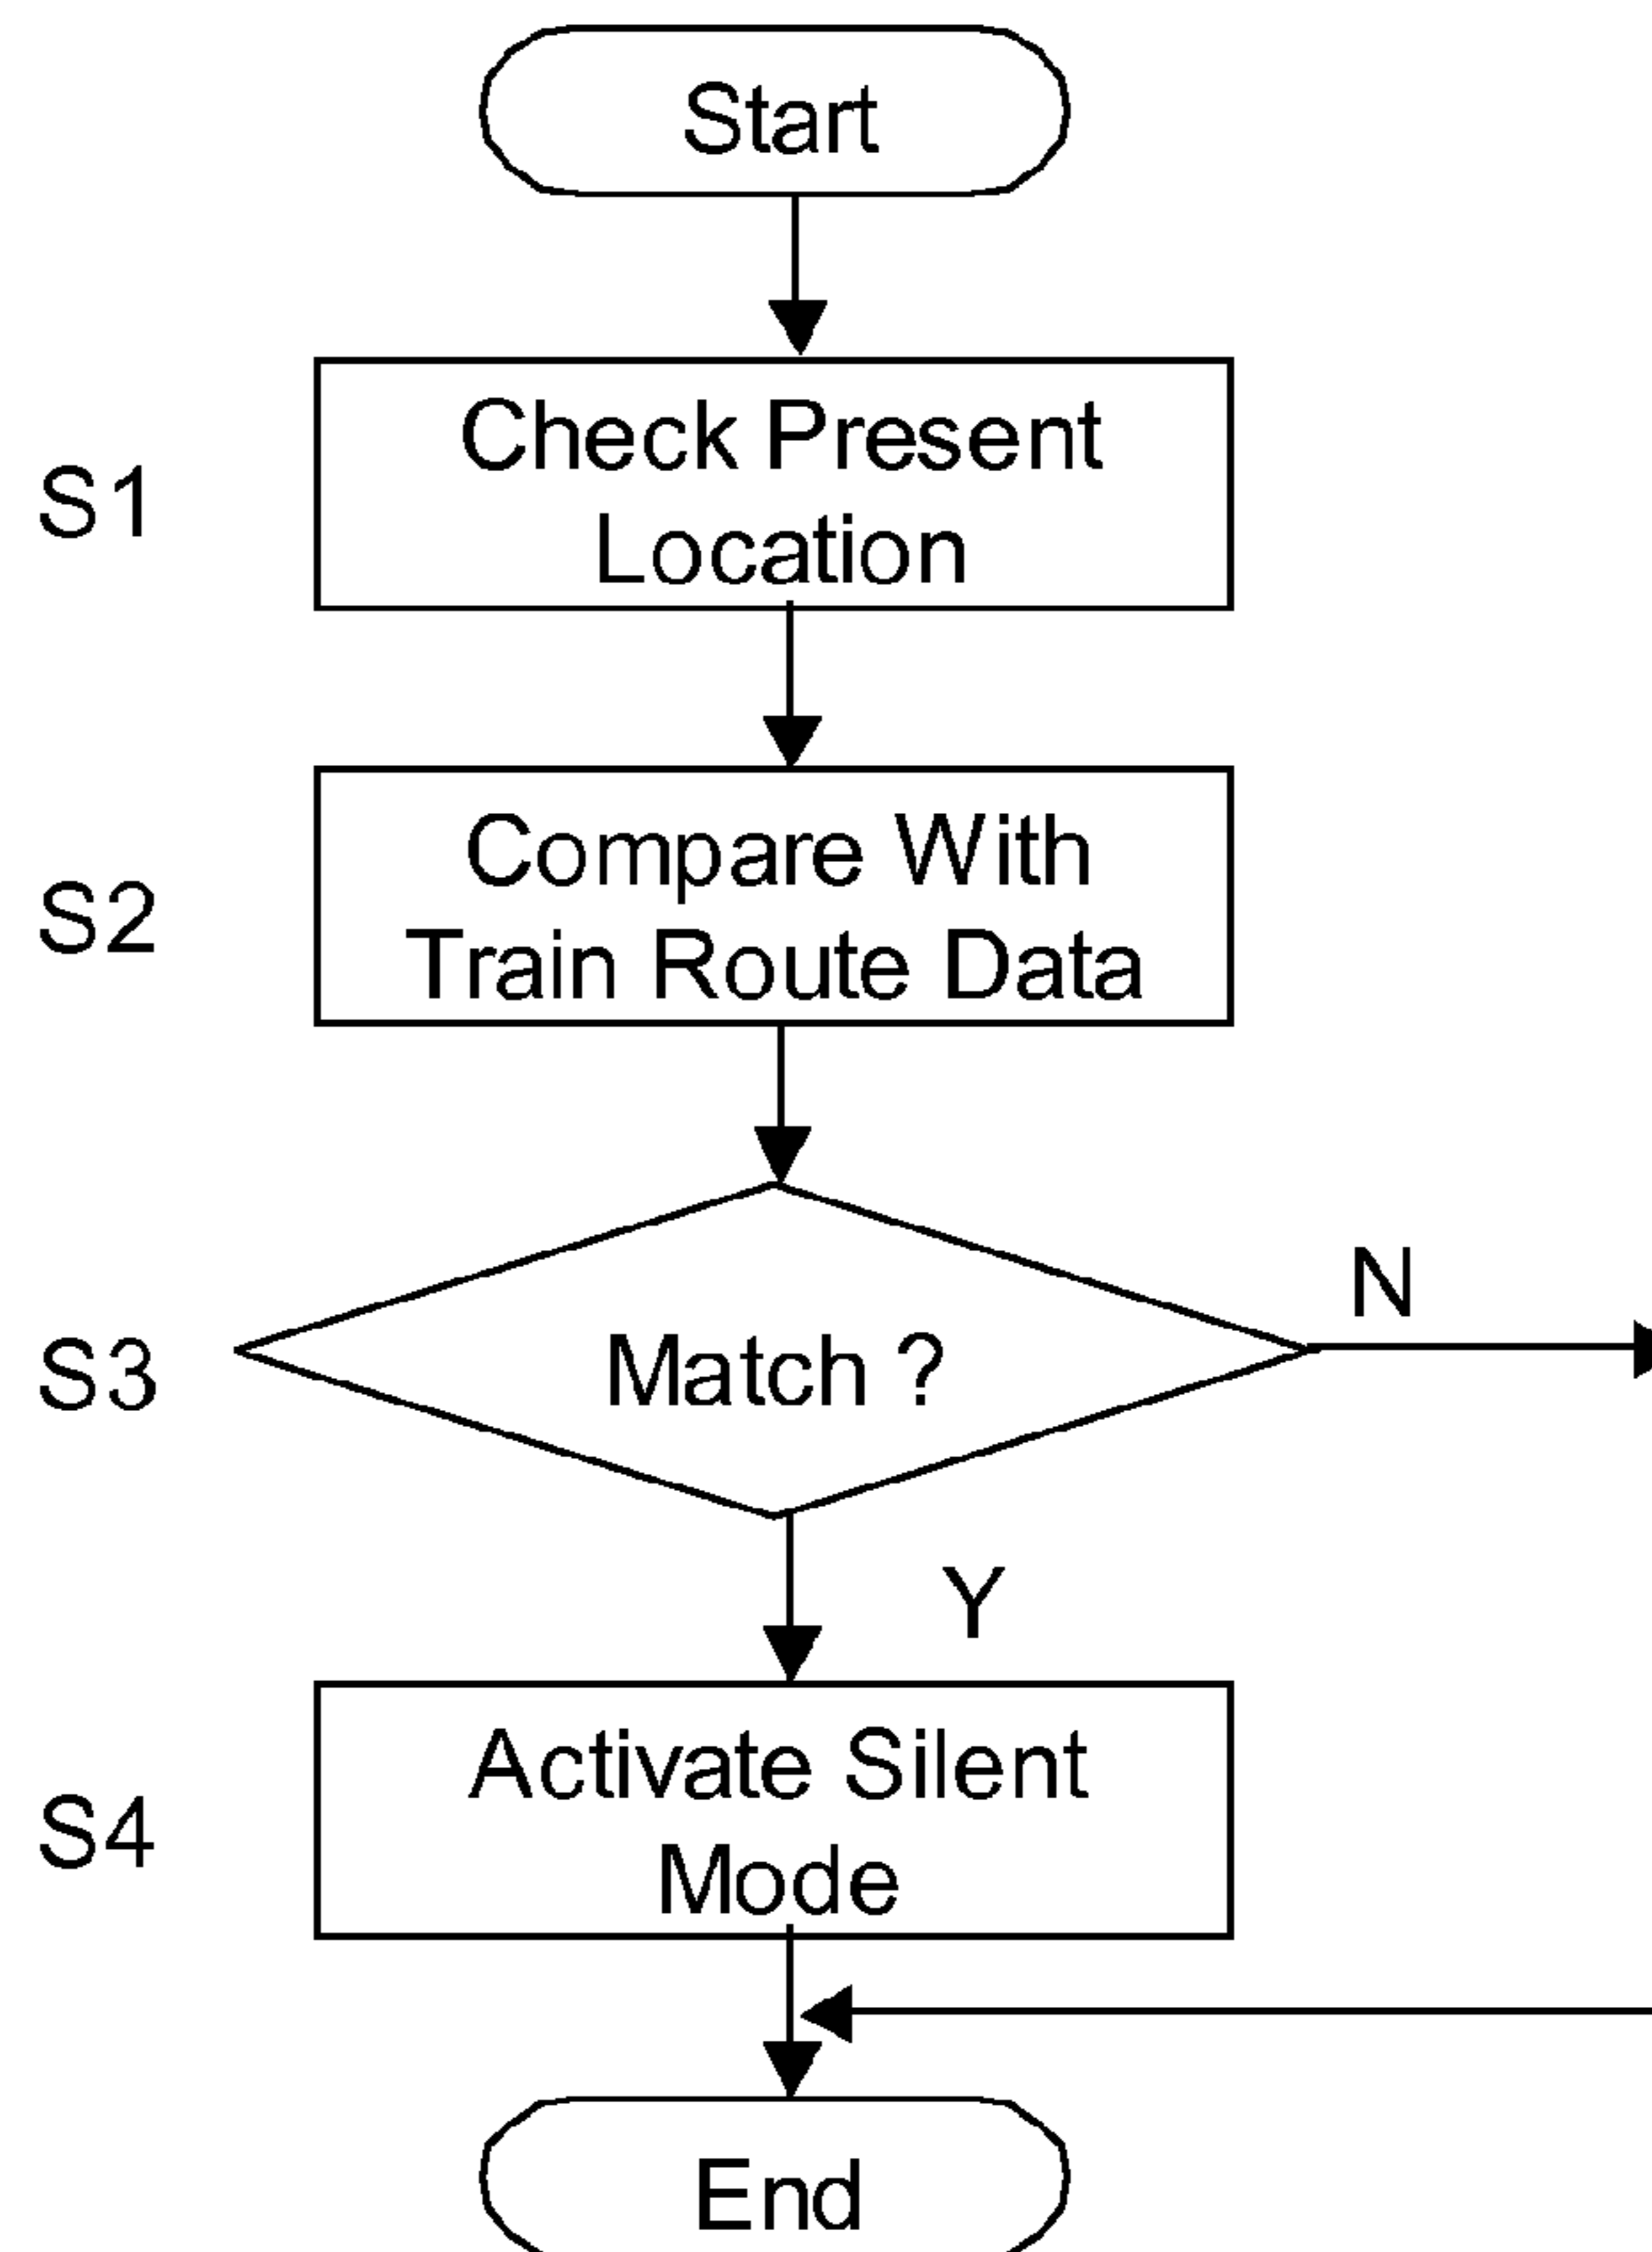 Start
S1
Check Present
Location
S2
Compare With
Train Route Data
S3
Match ?
N
Y
S4
Activate Silent
Mode
End